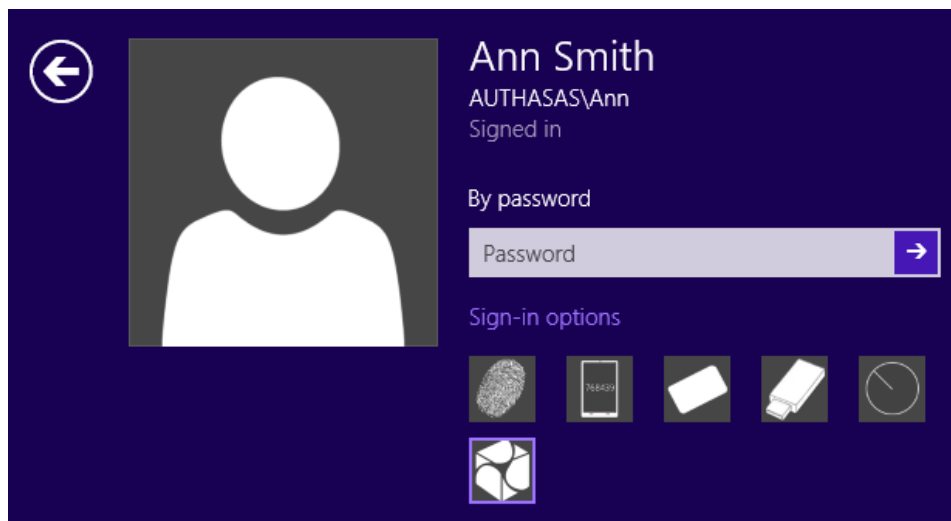 Ann Smith
AUTHASAS\Ann
Signed in
By password
Password
Sign-in options
768439